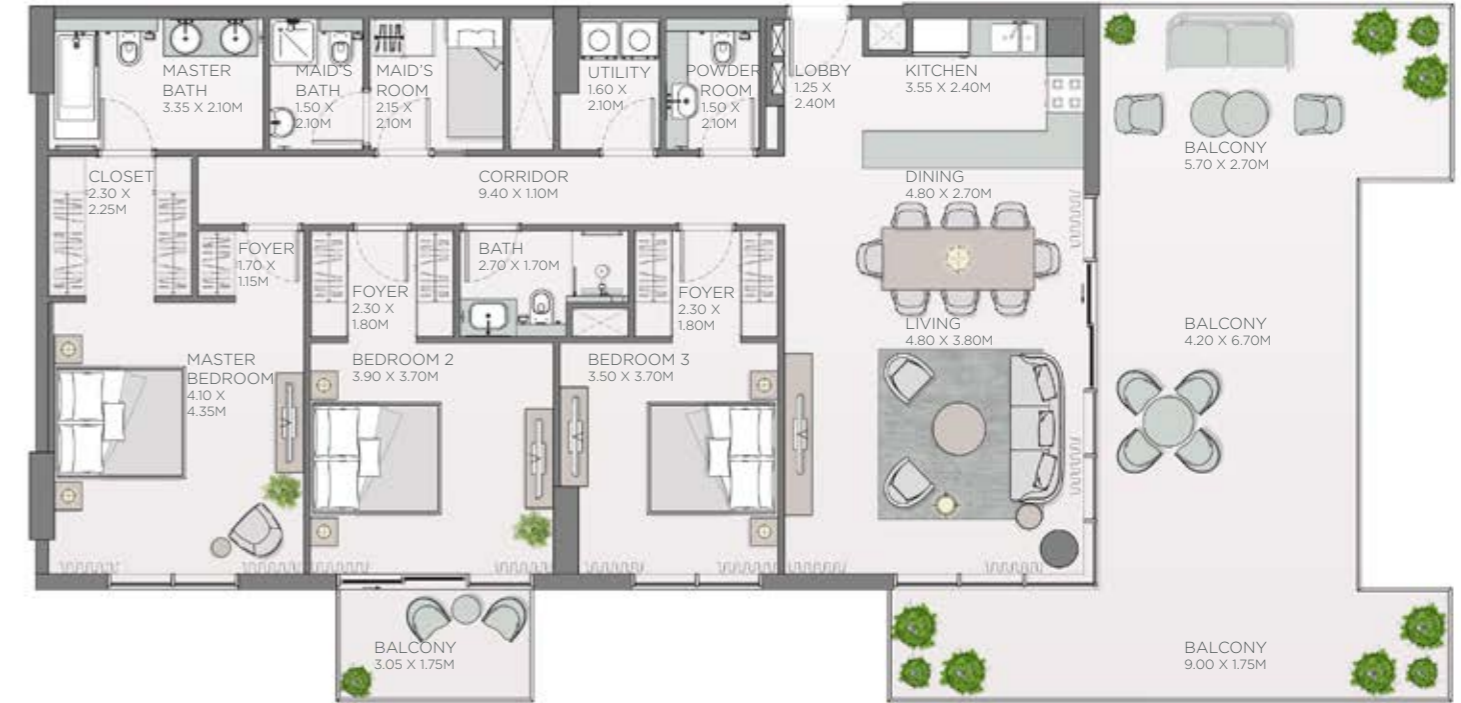 MASTER
BATH
3.35 X 2.10M
MAID'S
BATH
1.50 X
2.10M
MAID'S
ROOM
2.15 X
2.10M
UTILITY
1.60 X
2.10M
POWDER
ROOM
1.50 X
2.10M
LOBBY
1.25 X
2.40M
KITCHEN
3.55 X 2.40M
BALCONY
5.70 X 2.70M
CLOSET
2.30 X
2.25M
CORRIDOR
9.40 X 1.10M
DINING
4.80 X 2.70M
FOYER
1.70 X
1.15M
FOYER
2.30 X
1.80M
BATH
2.70 X 1.70M
FOYER
2.30 X
1.80M
LIVING
4.80 X 3.80M
BALCONY
4.20 X 6.70M
MASTER
BEDROOM
4.10 X
4.35M
BEDROOM 2
3.90 X 3.70M
BEDROOM 3
3.50 X 3.70M
BALCONY
3.05 X 1.75M
BALCONY
9.00 X 1.75M